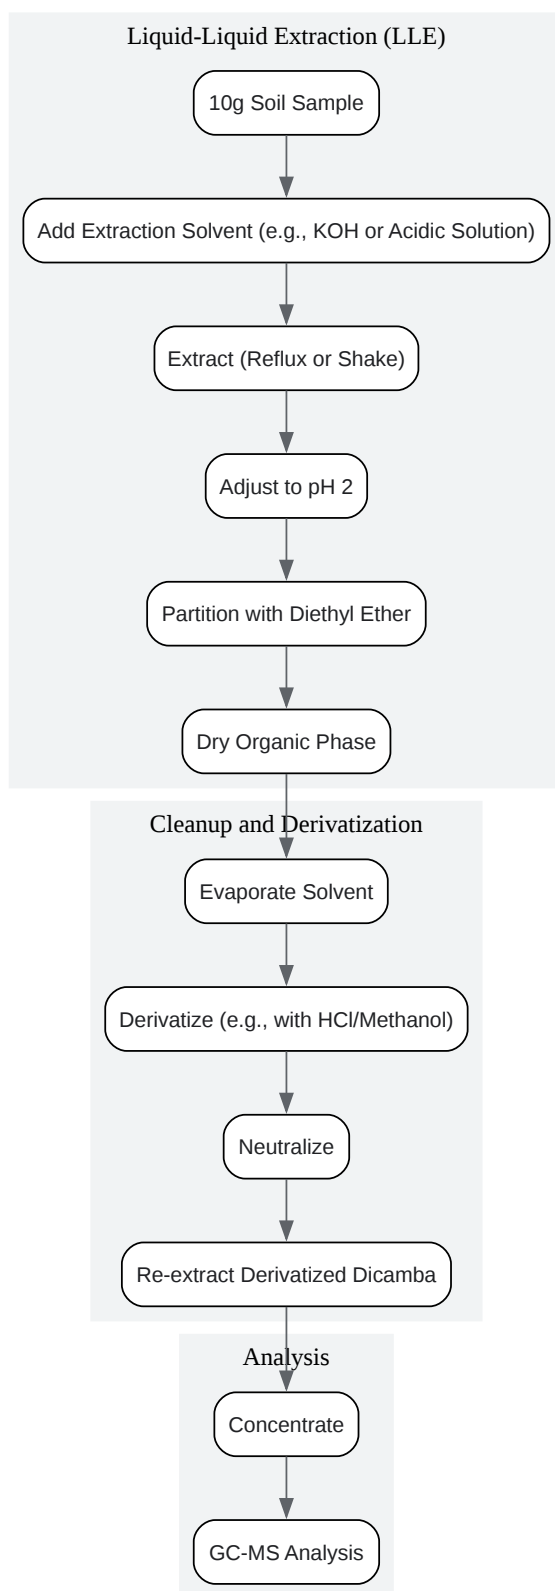 Liquid-Liquid Extraction (LLE)
10g Soil Sample
Add Extraction Solvent (e.g., KOH or Acidic Solution)
Extract (Reflux or Shake)
Adjust to pH 2
Partition with Diethyl Ether
Dry Organic Phase
Cleanup and Derivatization
Evaporate Solvent
Derivatize (e.g., with HCl/Methanol)
Neutralize
Re-extract Derivatized Dicamba
Analysis
Concentrate
GC-MS Analysis